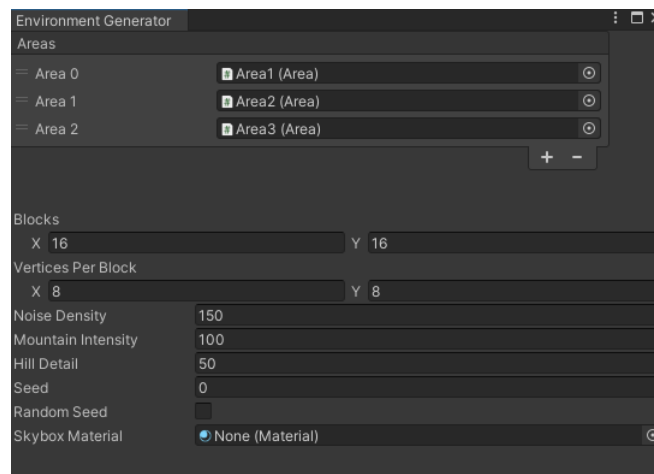 Environment Generator
Areas
Area 0 Area1 (Area)
Area 1 Area2 (Area)
Area 2 Area3 (Area)
+ −
Blocks
X 16 Y 16
Vertices Per Block
X 8 Y 8
Noise Density 150
Mountain Intensity 100
Hill Detail 50
Seed 0
Random Seed
Skybox Material None (Material)